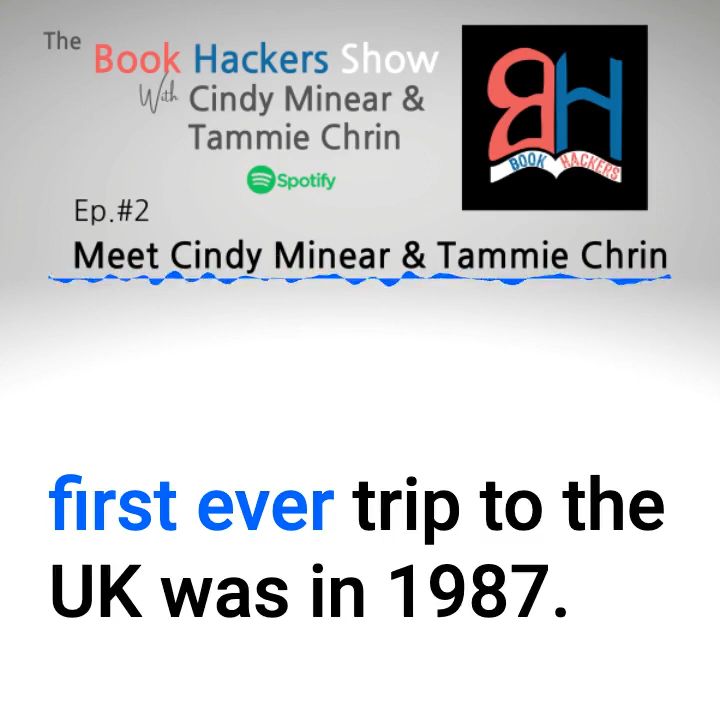 The
Book Hackers Show
With Cindy Minear &
Tammie Chrin
Spotify
BH
BOOK HACKERS
Ep.#2
Meet Cindy Minear & Tammie Chrin
first ever trip to the
UK was in 1987.